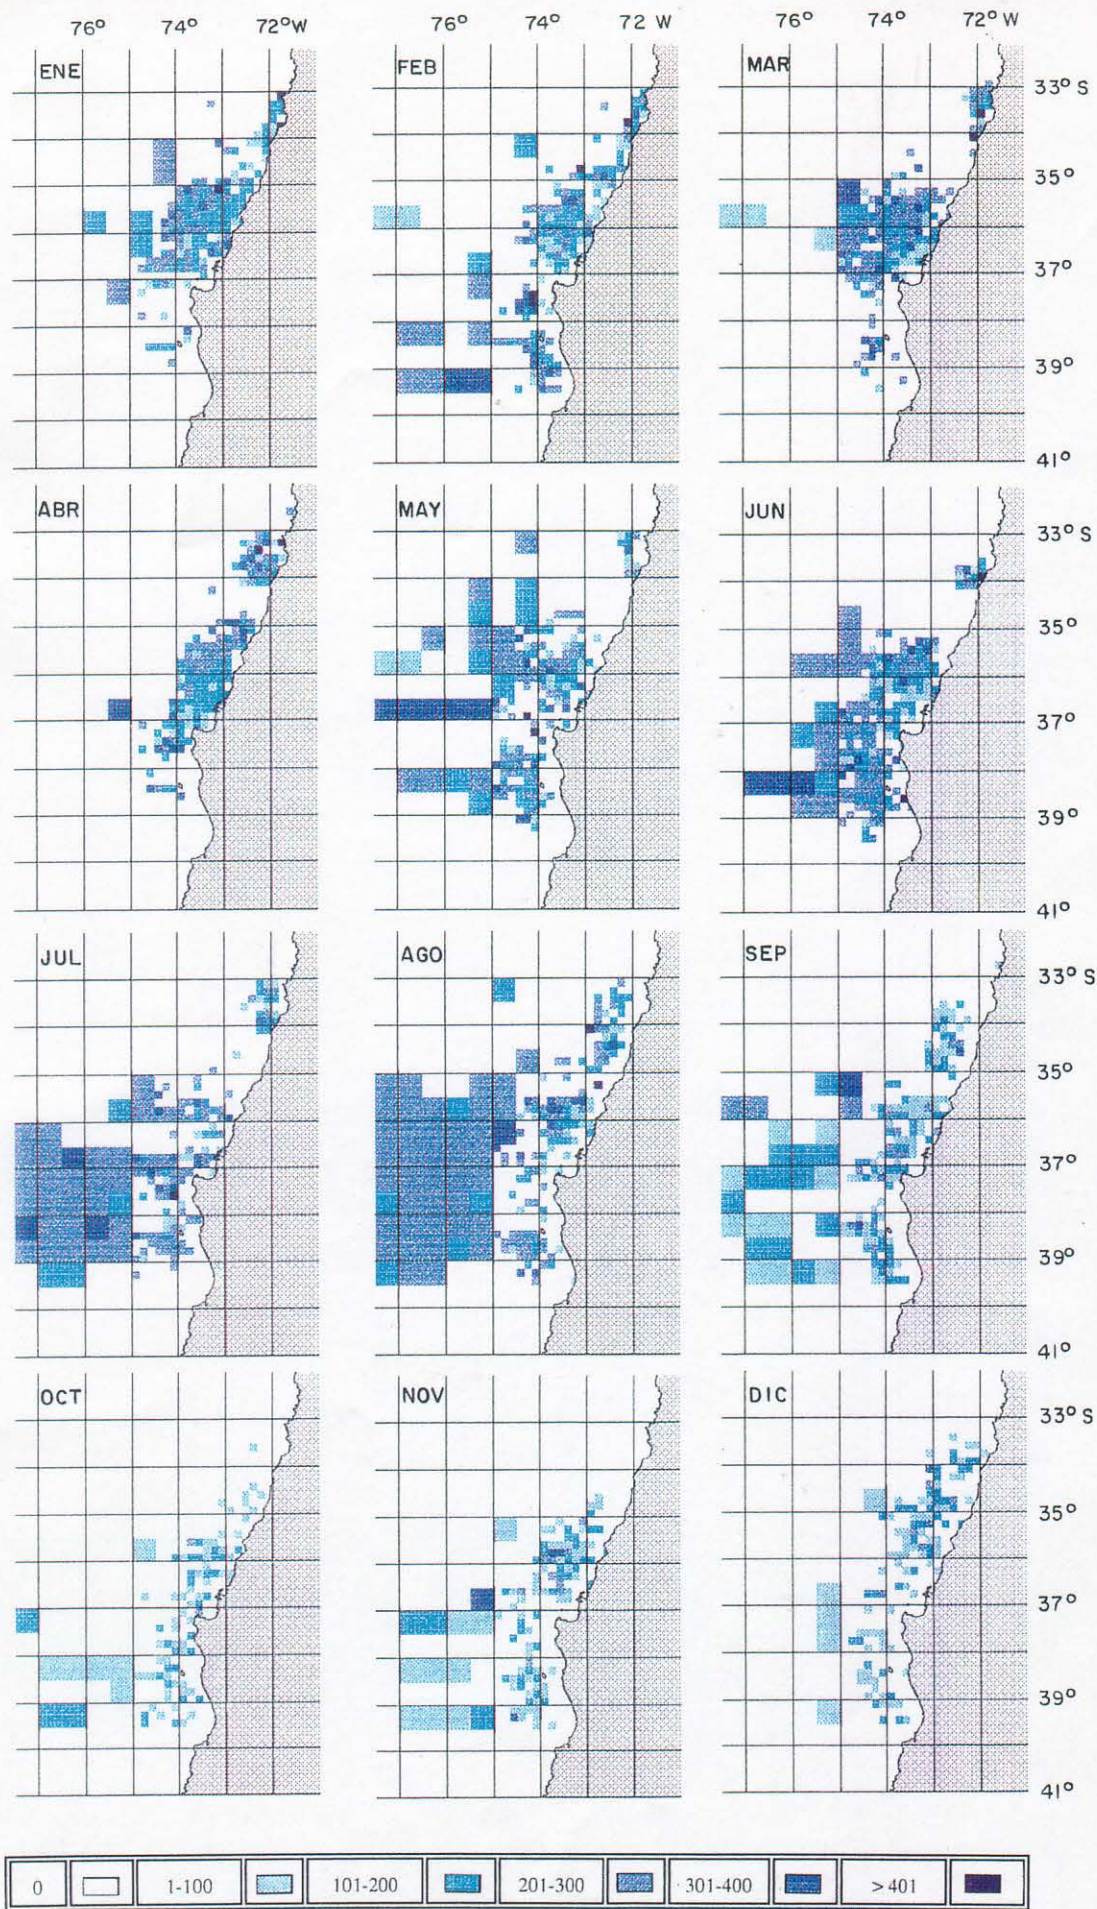 76° 74° 72°W 76° 74° 72 W 76° 74° 72° W
ENE FEB MAR
33° S
35°
37°
39°
41°
ABR MAY JUN
33° S
35°
37°
39°
41°
JUL AGO SEP
33° S
35°
37°
39°
41°
OCT NOV DIC
33° S
35°
37°
39°
41°
0 1-100 101-200 201-300 301-400 > 401